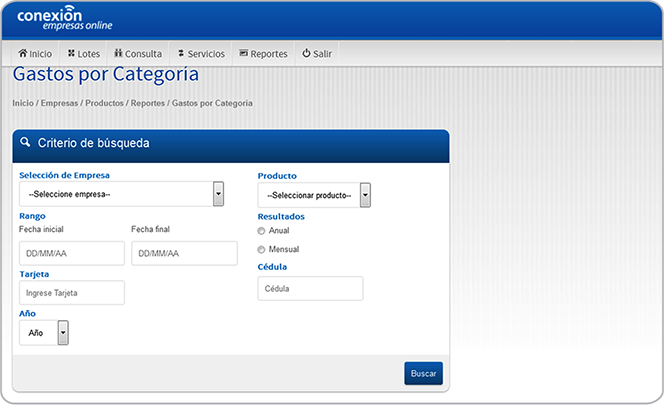 conexión
empresas online
Inicio Lotes Consulta Servicios Reportes Salir
Gastos por Categoría
Inicio / Empresas / Productos / Reportes / Gastos por Categoria
Criterio de búsqueda
Selección de Empresa Producto
--Seleccione empresa-- --Seleccionar producto--
Rango Resultados
Fecha inicial Fecha final Anual
DD/MM/AA DD/MM/AA Mensual
Tarjeta Cédula
Ingrese Tarjeta Cédula
Año
Año
Buscar